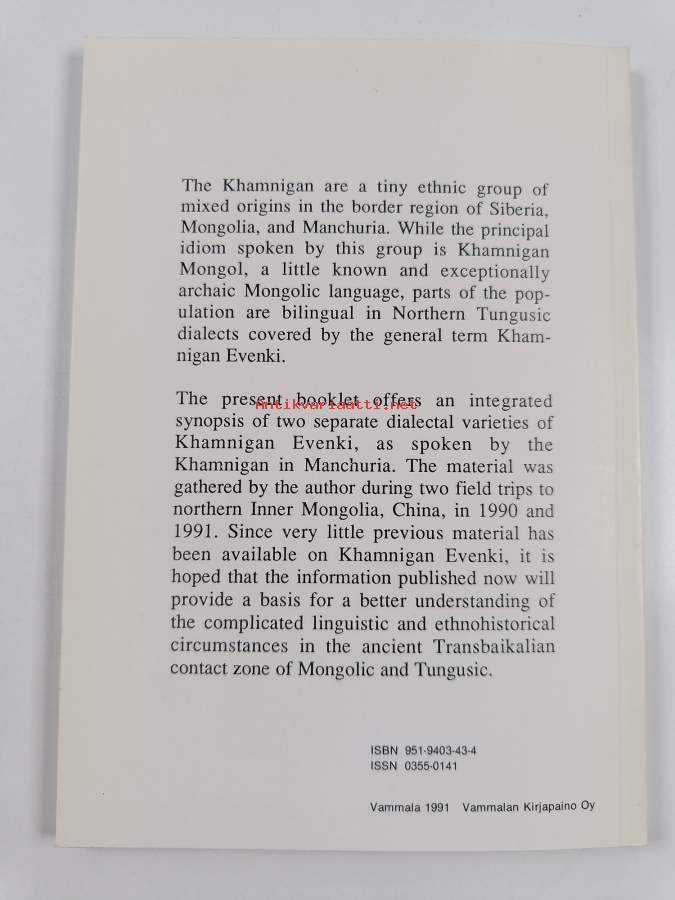 The Khamnigan are a tiny ethnic group of
mixed origins in the border region of Siberia,
Mongolia, and Manchuria. While the principal
idiom spoken by this group is Khamnigan
Mongol, a little known and exceptionally
archaic Mongolic language, parts of the pop-
ulation are bilingual in Northern Tungusic
dialects covered by the general term Kham-
nigan Evenki.
The present booklet offers an integrated
Antikvariaatti.net
synopsis of two separate dialectal varieties of
Khamnigan Evenki, as spoken by the
Khamnigan in Manchuria. The material was
gathered by the author during two field trips to
northern Inner Mongolia, China, in 1990 and
1991. Since very little previous material has
been available on Khamnigan Evenki, it is
hoped that the information published now will
provide a basis for a better understanding of
the complicated linguistic and ethnohistorical
circumstances in the ancient Transbaikalian
contact zone of Mongolic and Tungusic.
ISBN 951-9403-43-4
ISSN 0355-0141
Vammala 1991 Vammalan Kirjapaino Oy